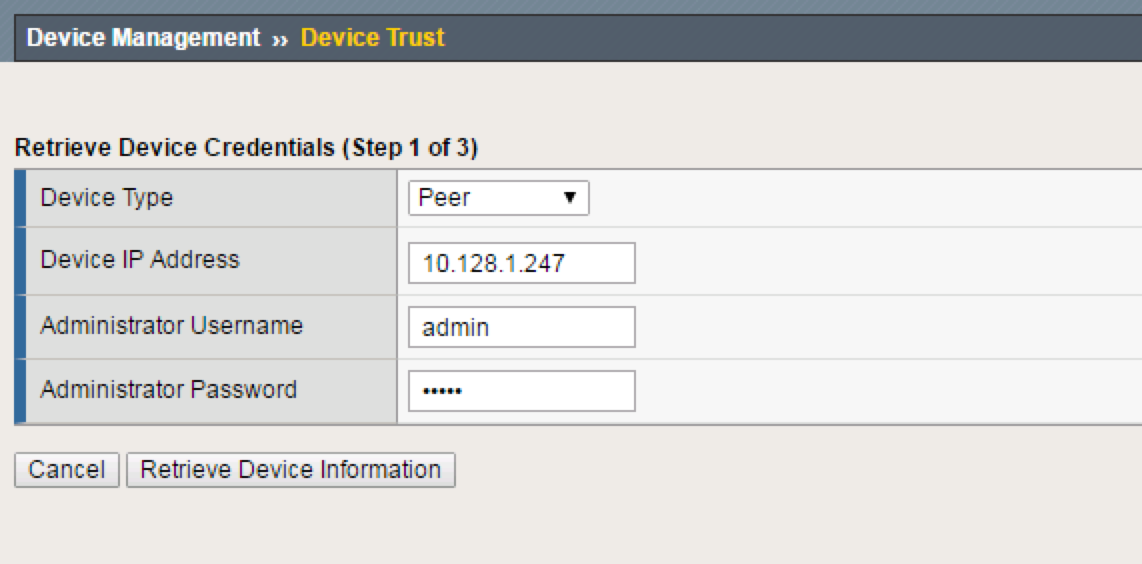 Device Management ›› Device Trust
Retrieve Device Credentials (Step 1 of 3)
Device Type Peer ▼
Device IP Address 10.128.1.247
Administrator Username admin
Administrator Password •••••
Cancel Retrieve Device Information